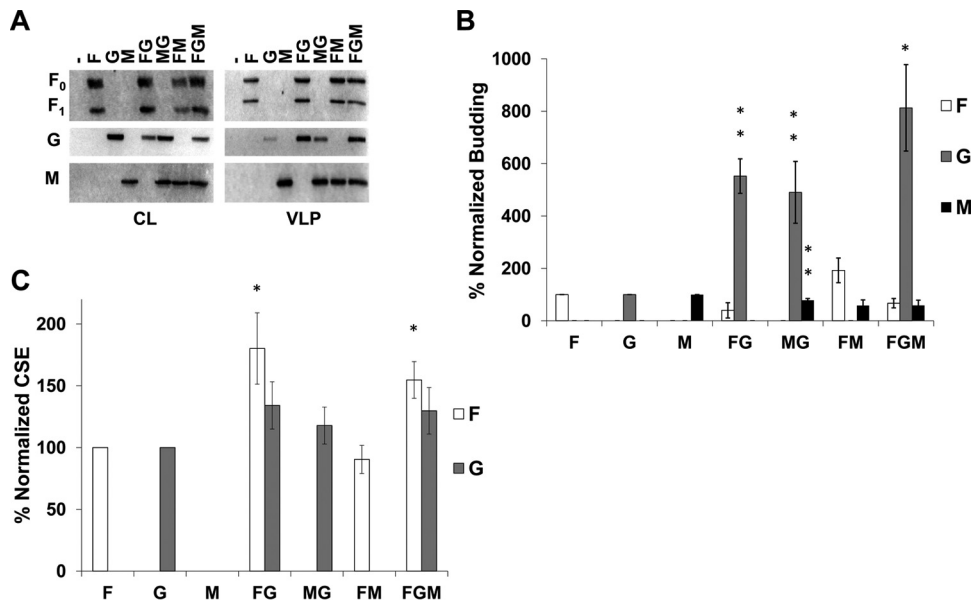 A
- F G M FG MG FM FGM
- F G M FG MG FM FGM
F0
F1
G
M
CL
VLP
B
% Normalized Budding
1000
800
600
400
200
0
*
* *
* *
* *
F
G
M
F G M FG MG FM FGM
C
% Normalized CSE
200
150
100
50
0
*
*
F
G
F G M FG MG FM FGM